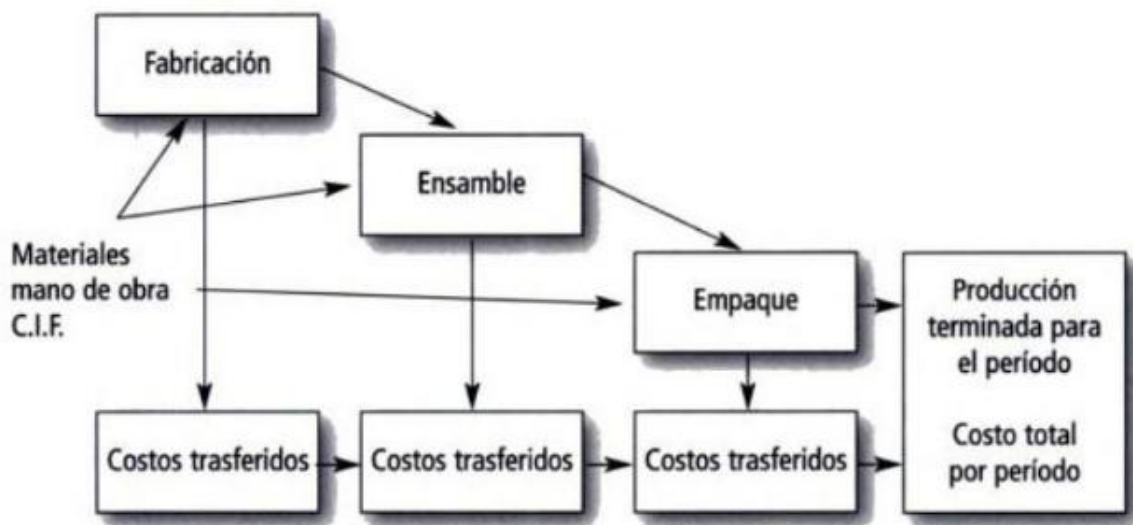 Fabricación
Ensamble
Materiales
mano de obra
C.I.F.
Empaque
Producción
terminada para
el período
Costo total
por período
Costos trasferidos
Costos trasferidos
Costos trasferidos